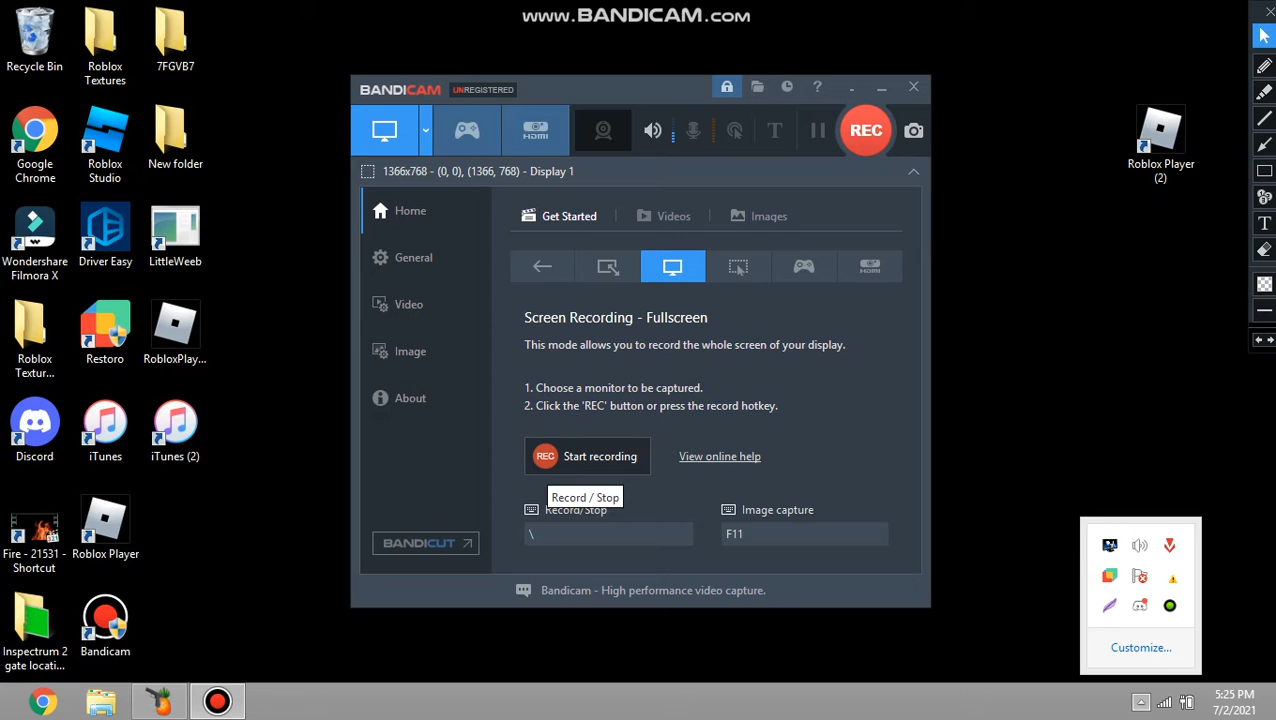 www.BANDICAM.com
Recycle Bin
Roblox Textures
7FGVB7
Google Chrome
Roblox Studio
New folder
Wondershare Filmora X
Driver Easy
LittleWeeb
Roblox Textur...
Restoro
RobloxPlay...
Discord
iTunes
iTunes (2)
Fire - 21531 - Shortcut
Roblox Player
Inspectrum 2 gate locati...
Bandicam
BANDICAM UNREGISTERED
?
HDMI
T
REC
1366x768 - (0, 0), (1366, 768) - Display 1
Home
General
Video
Image
About
BANDICUT
Get Started
Videos
Images
HDMI
Screen Recording - Fullscreen
This mode allows you to record the whole screen of your display.
1. Choose a monitor to be captured.
2. Click the 'REC' button or press the record hotkey.
REC Start recording
View online help
Record / Stop
Record/Stop
Image capture
\
F11
Bandicam - High performance video capture.
Roblox Player (2)
T
Customize...
5:25 PM
7/2/2021